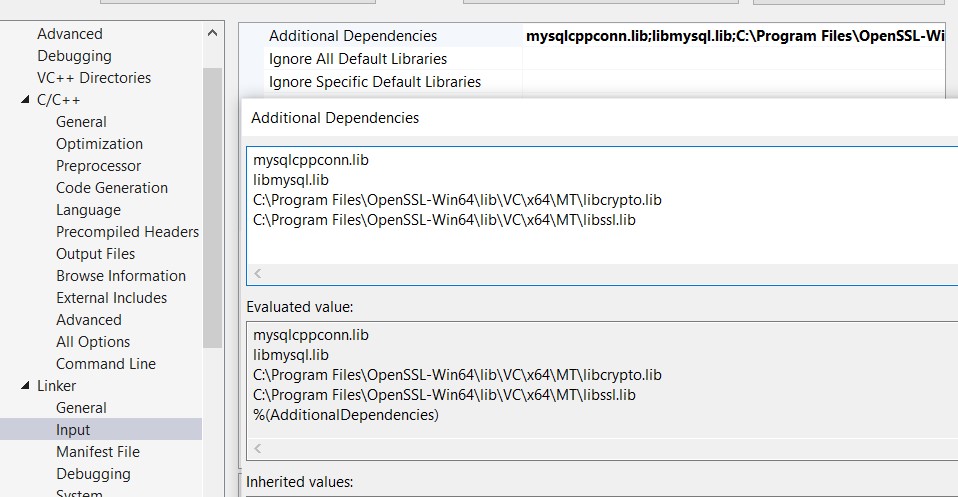 Advanced
Debugging
VC++ Directories
C/C++
General
Optimization
Preprocessor
Code Generation
Language
Precompiled Headers
Output Files
Browse Information
External Includes
Advanced
All Options
Command Line
Linker
General
Input
Manifest File
Debugging
System
Additional Dependencies mysqlcppconn.lib;libmysql.lib;C:\Program Files\OpenSSL-Wi
Ignore All Default Libraries
Ignore Specific Default Libraries
Additional Dependencies
mysqlcppconn.lib
libmysql.lib
C:\Program Files\OpenSSL-Win64\lib\VC\x64\MT\libcrypto.lib
C:\Program Files\OpenSSL-Win64\lib\VC\x64\MT\libssl.lib
Evaluated value:
mysqlcppconn.lib
libmysql.lib
C:\Program Files\OpenSSL-Win64\lib\VC\x64\MT\libcrypto.lib
C:\Program Files\OpenSSL-Win64\lib\VC\x64\MT\libssl.lib
%(AdditionalDependencies)
Inherited values: